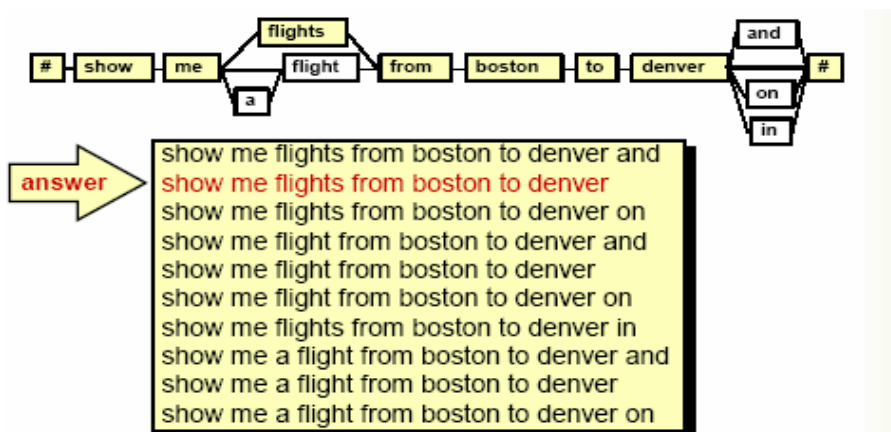 flights and
# show me flight from boston to denver #
a on
in
answer
show me flights from boston to denver and
show me flights from boston to denver
show me flights from boston to denver on
show me flight from boston to denver and
show me flight from boston to denver
show me flight from boston to denver on
show me flights from boston to denver in
show me a flight from boston to denver and
show me a flight from boston to denver
show me a flight from boston to denver on